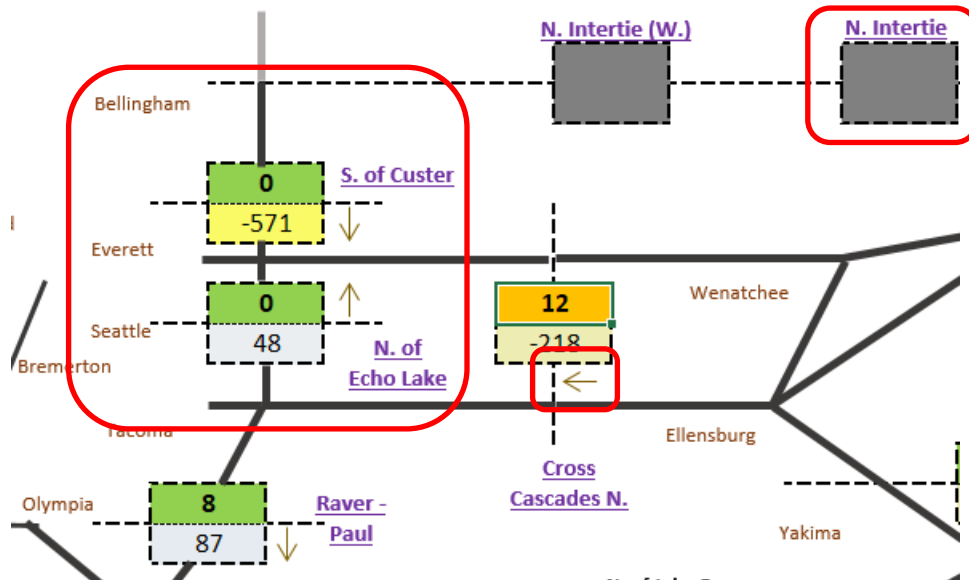 N. Intertie (W.)
N. Intertie
Bellingham
0
S. of Custer
-571
Everett
0
12
Wenatchee
Seattle
48
-218
N. of
Echo Lake
Bremerton
Tacoma
Ellensburg
Cross
Cascades N.
Olympia
8
Raver -
Paul
87
Yakima